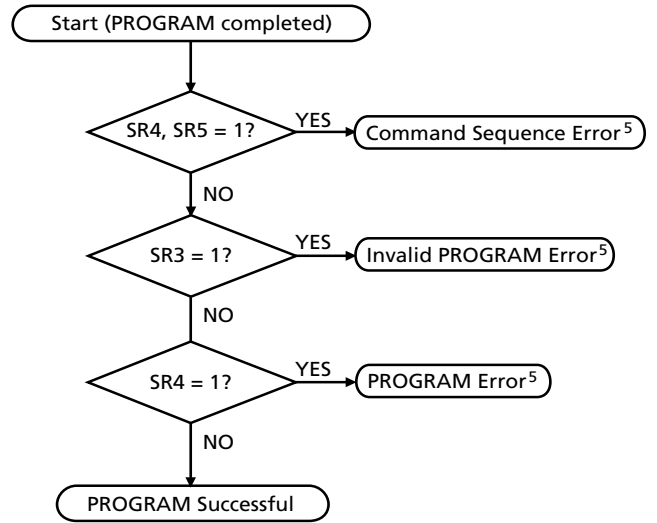 Start (PROGRAM completed)
SR4, SR5 = 1?
YES
Command Sequence Error5
NO
SR3 = 1?
YES
Invalid PROGRAM Error5
NO
SR4 = 1?
YES
PROGRAM Error5
NO
PROGRAM Successful